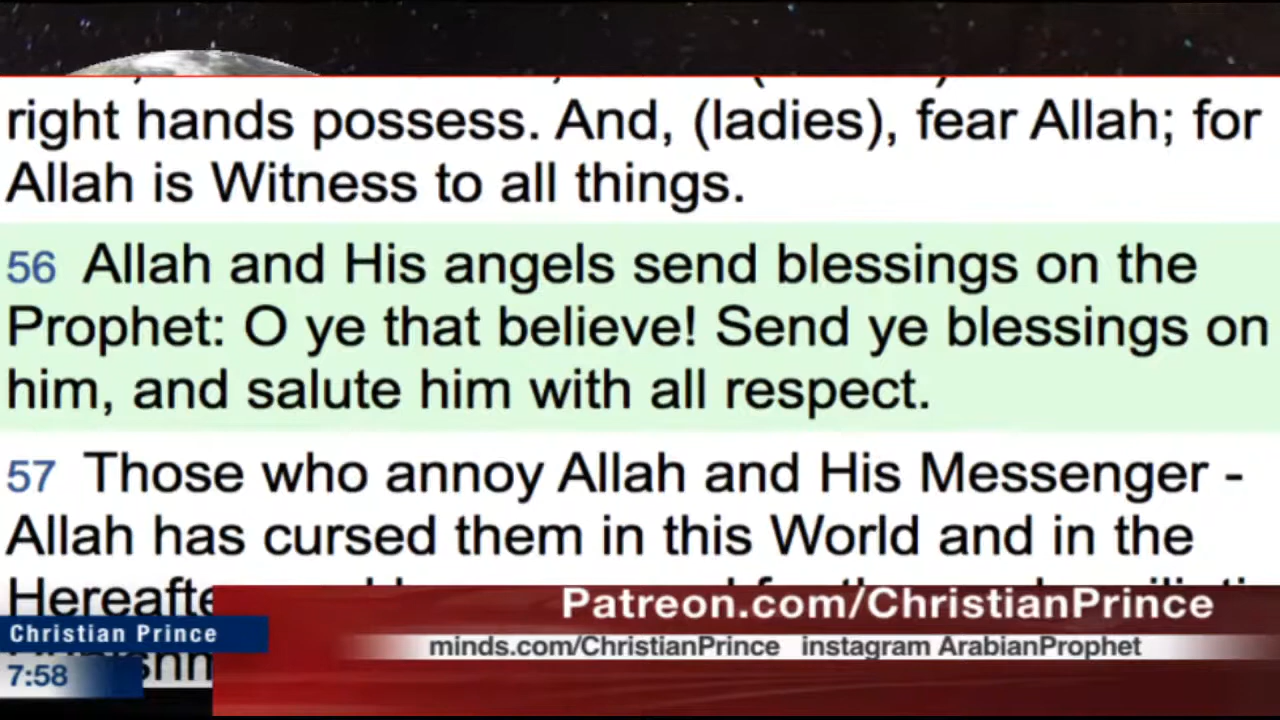 right hands possess. And, (ladies), fear Allah; for
Allah is Witness to all things.
56 Allah and His angels send blessings on the
Prophet: O ye that believe! Send ye blessings on
him, and salute him with all respect.
57 Those who annoy Allah and His Messenger -
Allah has cursed them in this World and in the
Patreon.com/ChristianPrince
Christian Prince
minds.com/ChristianPrince instagram ArabianProphet
7:58